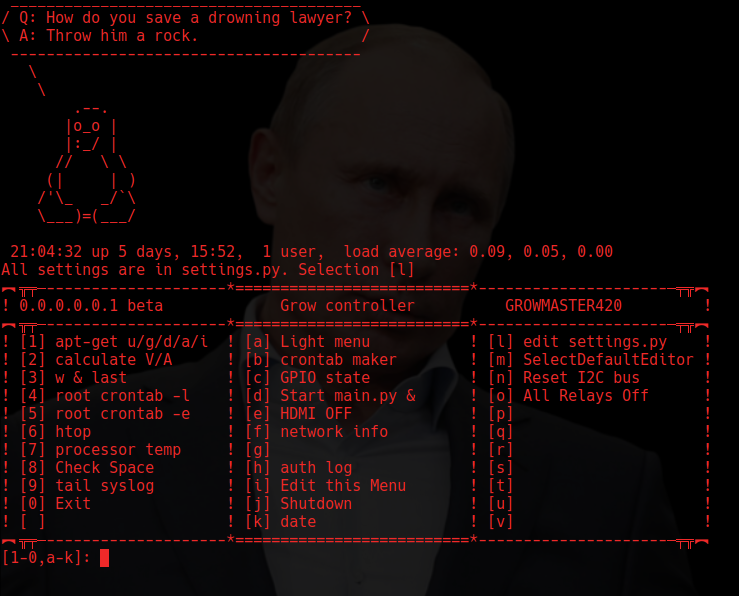 ________________________________________
/ Q: How do you save a drowning lawyer? \
\ A: Throw him a rock.                  /
 ---------------------------------------
   \
    \
        .--.
       |o_o |
       |:_/ |
      //   \ \
     (|     | )
    /'\_   _/`\
    \___)=(___/

 21:04:32 up 5 days, 15:52,  1 user,  load average: 0.09, 0.05, 0.00
All settings are in settings.py. Selection [l]
! 0.0.0.0.0.1 beta             Grow controller          GROWMASTER420         !
! [1] apt-get u/g/d/a/i  ! [a] Light menu           ! [l] edit settings.py    !
! [2] calculate V/A      ! [b] crontab maker        ! [m] SelectDefaultEditor !
! [3] w & last           ! [c] GPIO state           ! [n] Reset I2C bus       !
! [4] root crontab -l    ! [d] Start main.py &      ! [o] All Relays Off      !
! [5] root crontab -e    ! [e] HDMI OFF             ! [p]                     !
! [6] htop               ! [f] network info         ! [q]                     !
! [7] processor temp     ! [g]                      ! [r]                     !
! [8] Check Space        ! [h] auth log             ! [s]                     !
! [9] tail syslog        ! [i] Edit this Menu       ! [t]                     !
! [0] Exit               ! [j] Shutdown             ! [u]                     !
! [ ]                    ! [k] date                 ! [v]                     !
[1-0,a-k]: